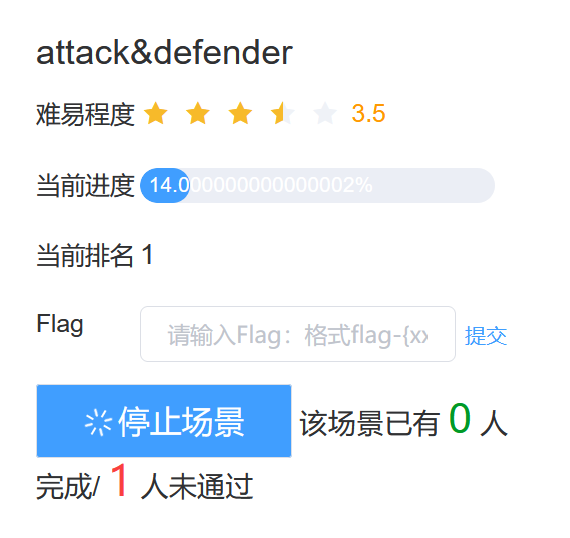 attack&defender
难易程度 3.5
当前进度 14.000000000000002%
当前排名 1
Flag 请输入Flag：格式flag-{xx 提交
停止场景 该场景已有 0 人
完成/ 1 人未通过